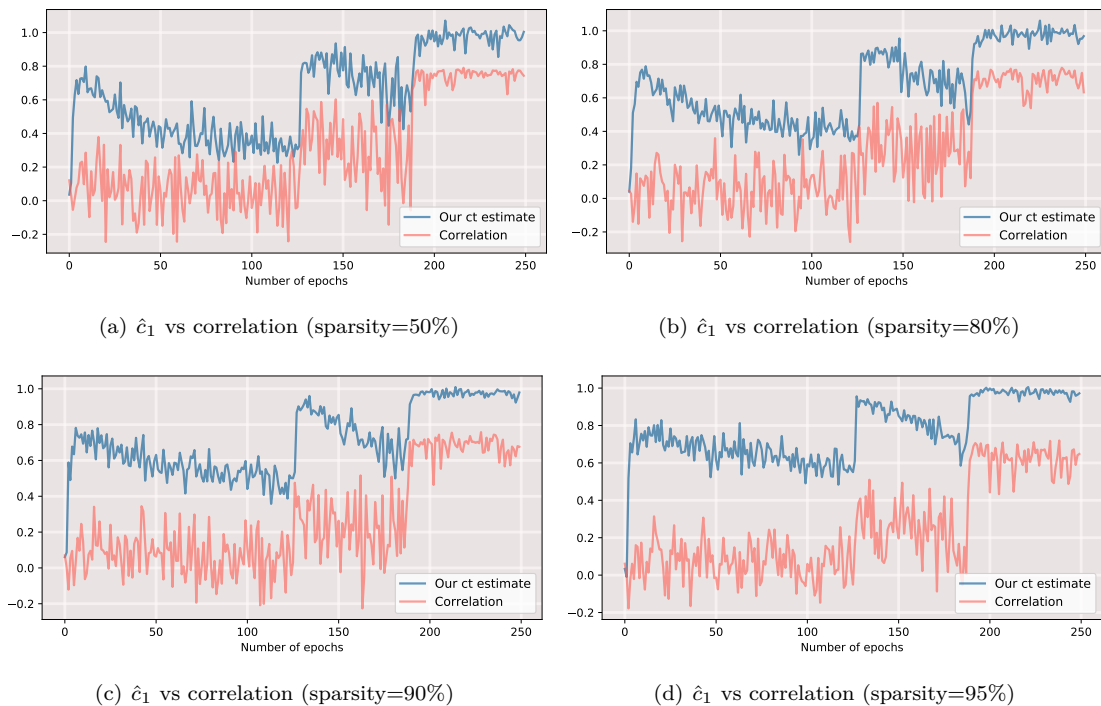 1.0
0.8
0.6
0.4
0.2
0.0
−0.2
0 50 100 150 200 250
Number of epochs
Our ct estimate
Correlation
(a) ĉ₁ vs correlation (sparsity=50%)
1.0
0.8
0.6
0.4
0.2
0.0
−0.2
0 50 100 150 200 250
Number of epochs
Our ct estimate
Correlation
(b) ĉ₁ vs correlation (sparsity=80%)
1.0
0.8
0.6
0.4
0.2
0.0
−0.2
0 50 100 150 200 250
Number of epochs
Our ct estimate
Correlation
(c) ĉ₁ vs correlation (sparsity=90%)
1.0
0.8
0.6
0.4
0.2
0.0
−0.2
0 50 100 150 200 250
Number of epochs
Our ct estimate
Correlation
(d) ĉ₁ vs correlation (sparsity=95%)